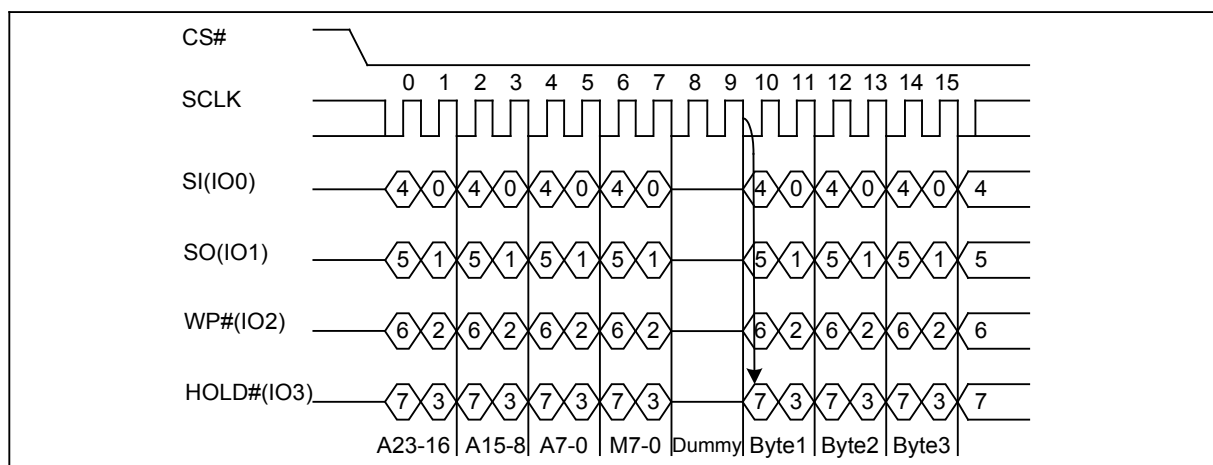 CS#
0 1 2 3 4 5 6 7 8 9 10 11 12 13 14 15
SCLK
SI(IO0) 4 0 4 0 4 0 4 0 4 0 4 0 4 0 4
SO(IO1) 5 1 5 1 5 1 5 1 5 1 5 1 5 1 5
WP#(IO2) 6 2 6 2 6 2 6 2 6 2 6 2 6 2 6
HOLD#(IO3) 7 3 7 3 7 3 7 3 7 3 7 3 7 3 7
A23-16 A15-8 A7-0 M7-0 Dummy Byte1 Byte2 Byte3